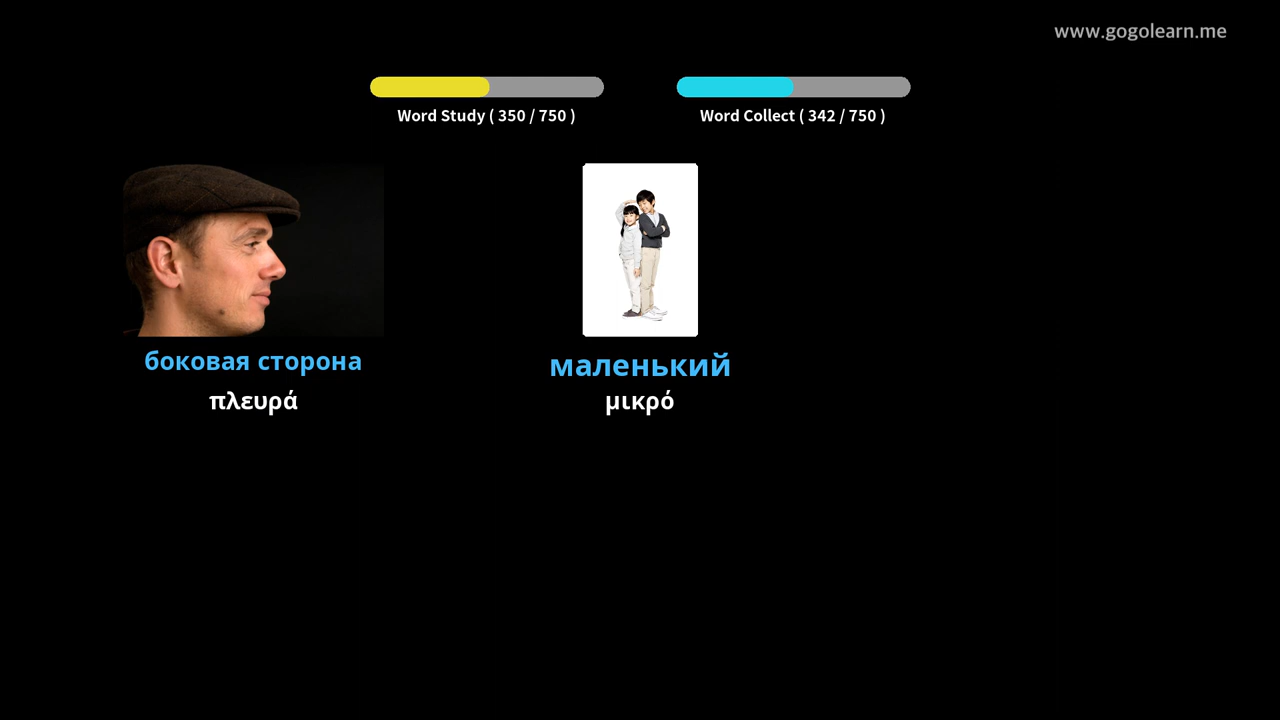 www.gogolearn.me
Word Study ( 350 / 750 )
Word Collect ( 342 / 750 )
боковая сторона
πλευρά
маленький
μικρό